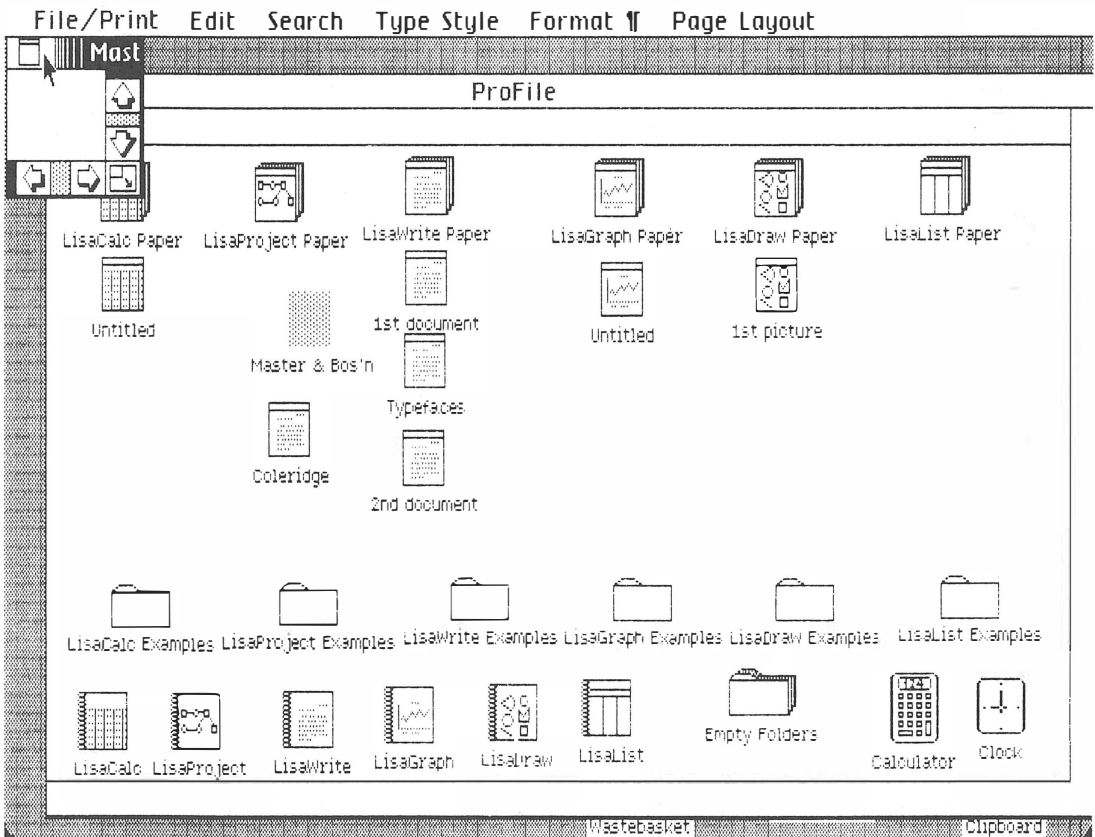 File/Print Edit Search Type Style Format ¶ Page Layout
Mast
ProFile
LisaCalc Paper LisaProject Paper LisaWrite Paper LisaGraph Paper LisaDraw Paper LisaList Paper
Untitled 1st document Untitled 1st picture
Master & Bos'n
Typefaces
Coleridge
2nd document
LisaCalc Examples LisaProject Examples LisaWrite Examples LisaGraph Examples LisaDraw Examples LisaList Examples
LisaCalc LisaProject LisaWrite LisaGraph LisaDraw LisaList Empty Folders Calculator Clock
Wastebasket Clipboard